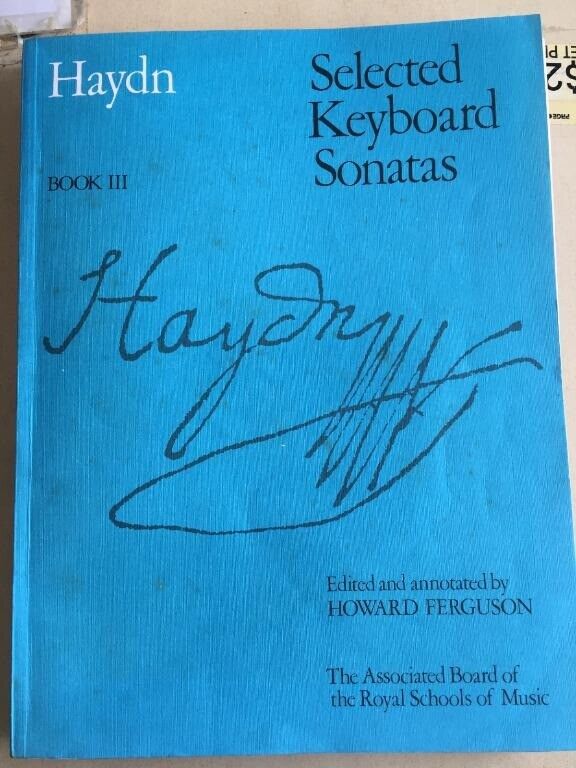 Haydn
Selected
Keyboard
Sonatas
BOOK III
Haydn
Edited and annotated by
HOWARD FERGUSON
The Associated Board of
the Royal Schools of Music
$2